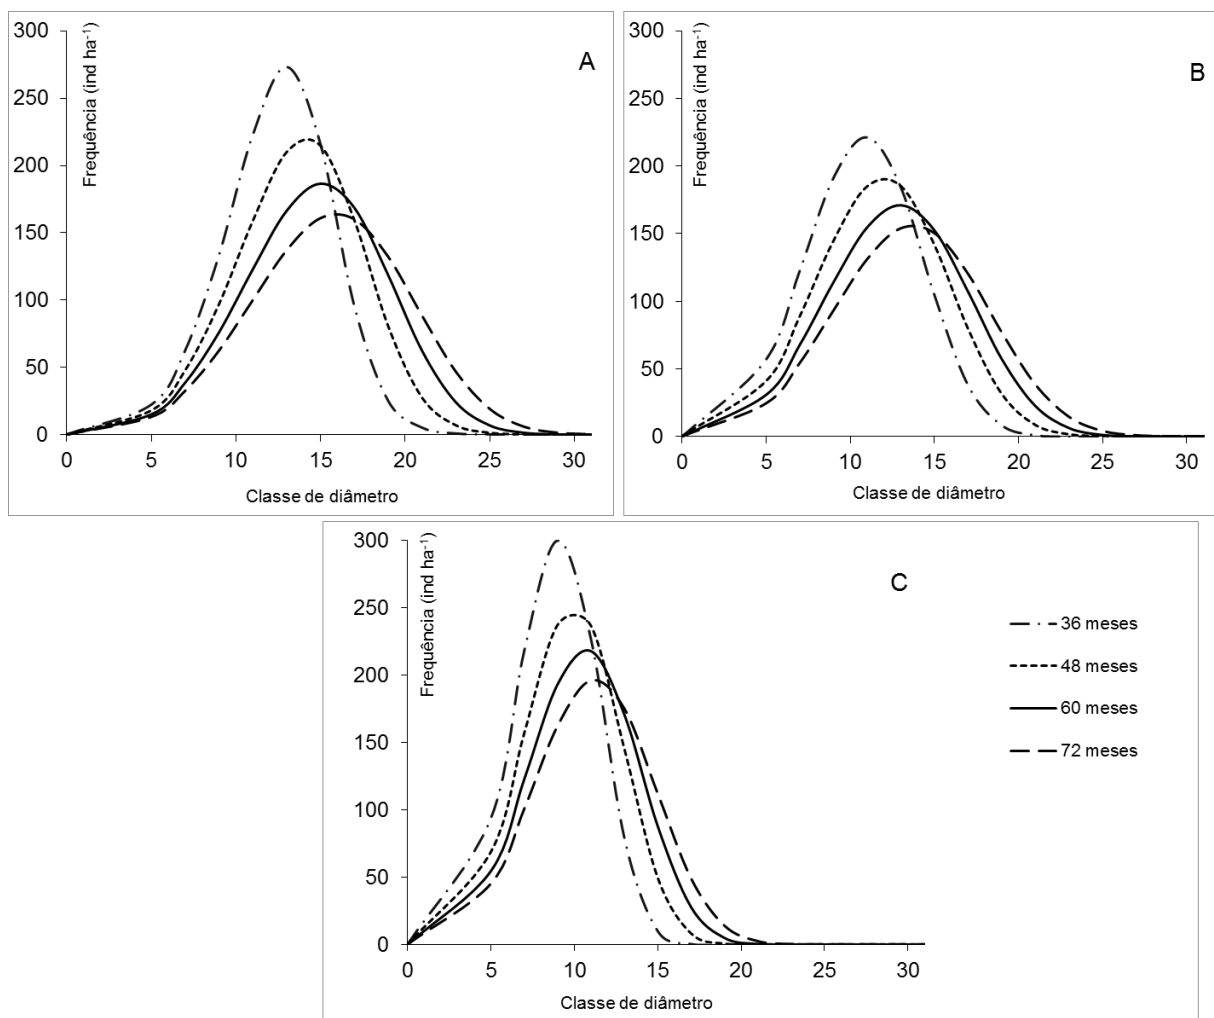 A
Frequência (ind ha⁻¹)
300
250
200
150
100
50
0
0 5 10 15 20 25 30
Classe de diâmetro
B
Frequência (ind ha⁻¹)
300
250
200
150
100
50
0
0 5 10 15 20 25 30
Classe de diâmetro
C
Frequência (ind ha⁻¹)
300
250
200
150
100
50
0
0 5 10 15 20 25 30
Classe de diâmetro
36 meses
48 meses
60 meses
72 meses